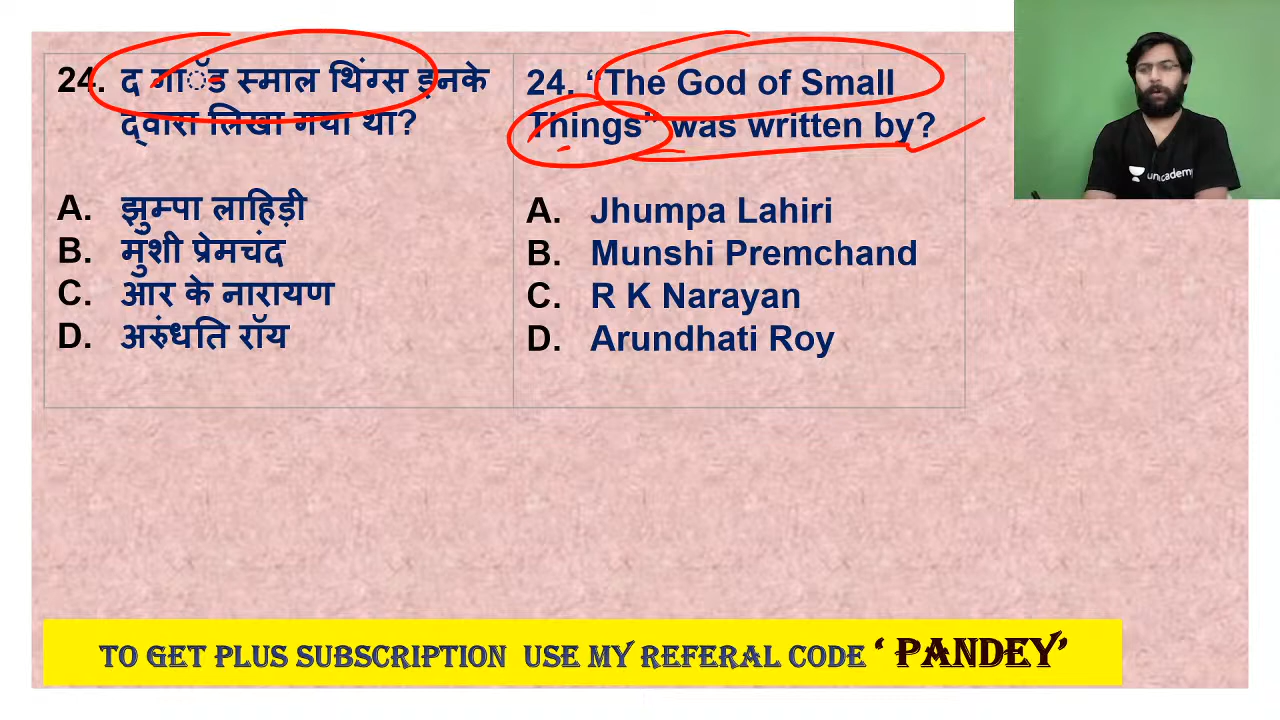 24. द गाॅड स्माल थिंग्स इनके
द्वारा लिखा गया था?
A. झुम्पा लाहिड़ी
B. मुशी प्रेमचंद
C. आर के नारायण
D. अरुंधति रॉय
24. “The God of Small
Things” was written by?
A. Jhumpa Lahiri
B. Munshi Premchand
C. R K Narayan
D. Arundhati Roy
unacademy
TO GET PLUS SUBSCRIPTION USE MY REFERAL CODE ‘ PANDEY’